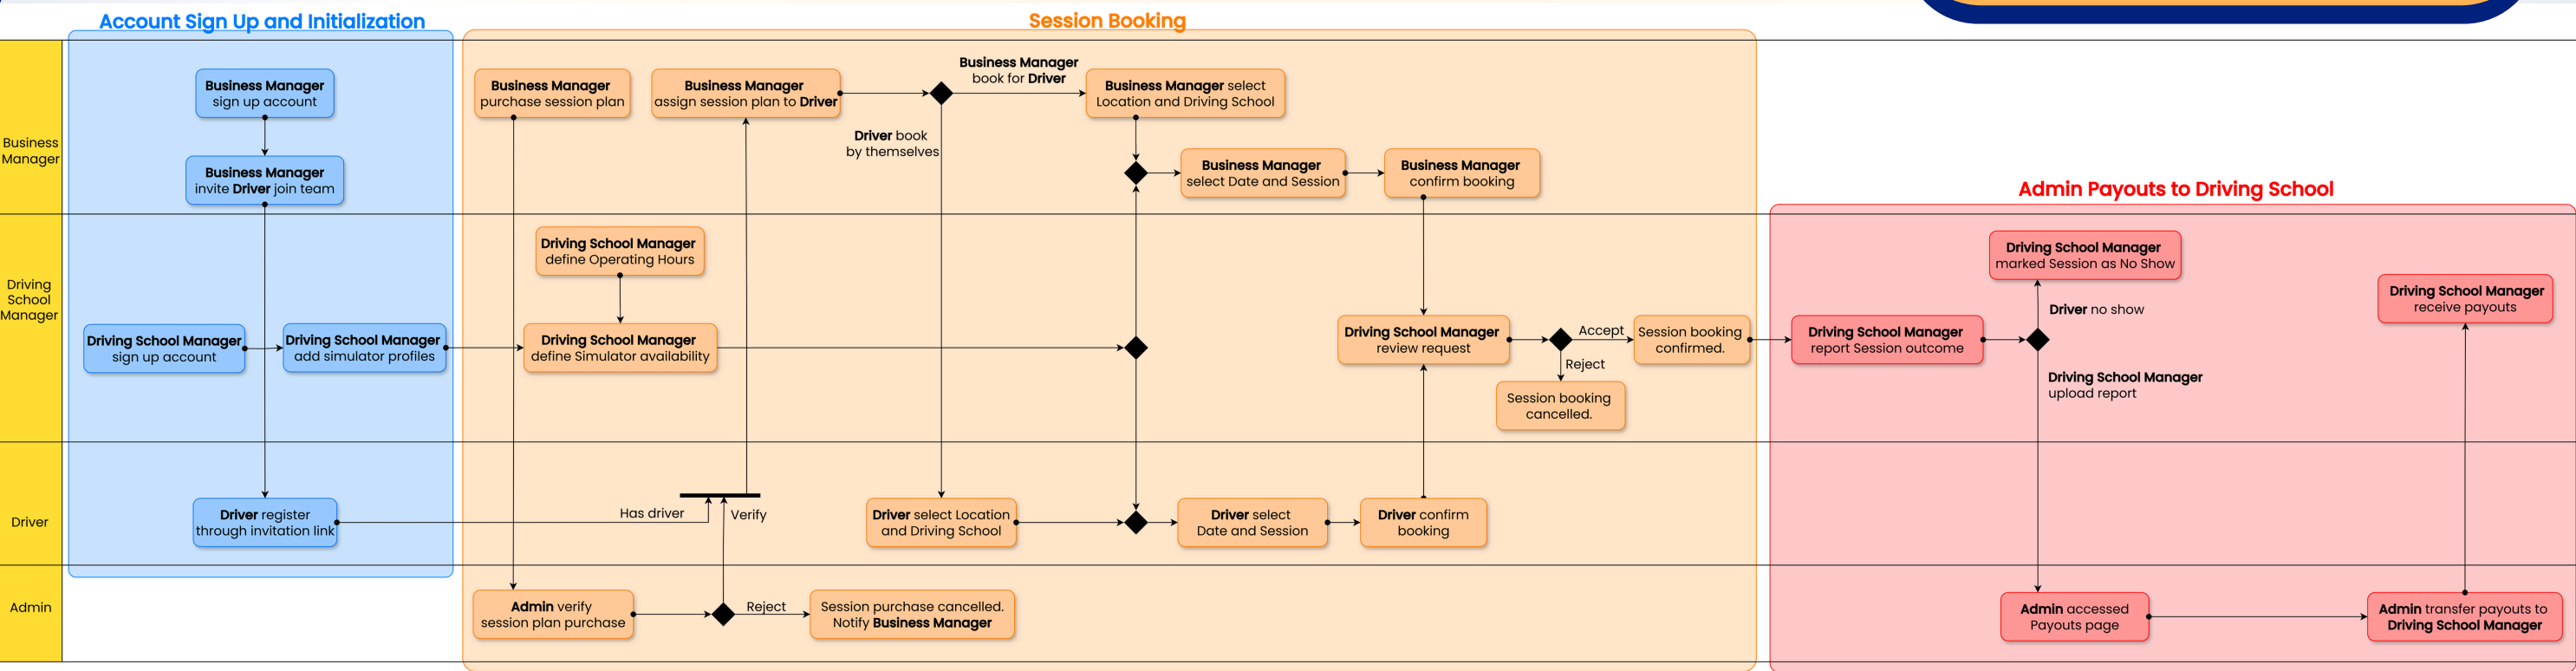 Account Sign Up and Initialization
Session Booking
Admin Payouts to Driving School
Business
Manager
Driving
School
Manager
Driver
Admin
Business Manager
sign up account
Business Manager
invite Driver join team
Driving School Manager
sign up account
Driving School Manager
add simulator profiles
Driver register
through invitation link
Business Manager
purchase session plan
Business Manager
assign session plan to Driver
Business Manager
book for Driver
Driver book
by themselves
Business Manager select
Location and Driving School
Business Manager
select Date and Session
Business Manager
confirm booking
Driving School Manager
define Operating Hours
Driving School Manager
define Simulator availability
Driving School Manager
review request
Accept
Reject
Session booking
confirmed.
Session booking
cancelled.
Has driver
Verify
Driver select Location
and Driving School
Driver select
Date and Session
Driver confirm
booking
Admin verify
session plan purchase
Reject
Session purchase cancelled.
Notify Business Manager
Driving School Manager
report Session outcome
Driving School Manager
marked Session as No Show
Driver no show
Driving School Manager
upload report
Driving School Manager
receive payouts
Admin accessed
Payouts page
Admin transfer payouts to
Driving School Manager